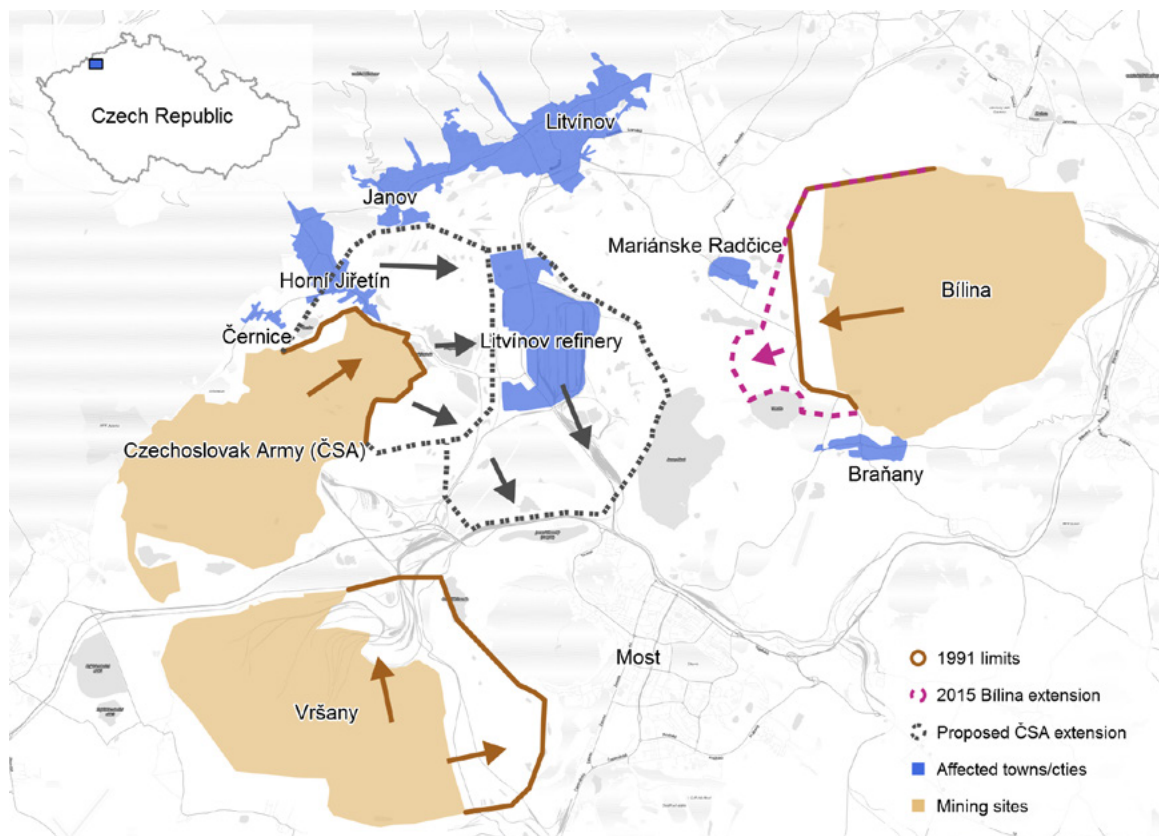 Czech Republic
Litvínov
Janov
Mariánske Radčice
Horní Jiřetín
Bílina
Černice
Litvínov refinery
Czechoslovak Army (ČSA)
Braňany
Most
Vršany
1991 limits
2015 Bílina extension
Proposed ČSA extension
Affected towns/cties
Mining sites